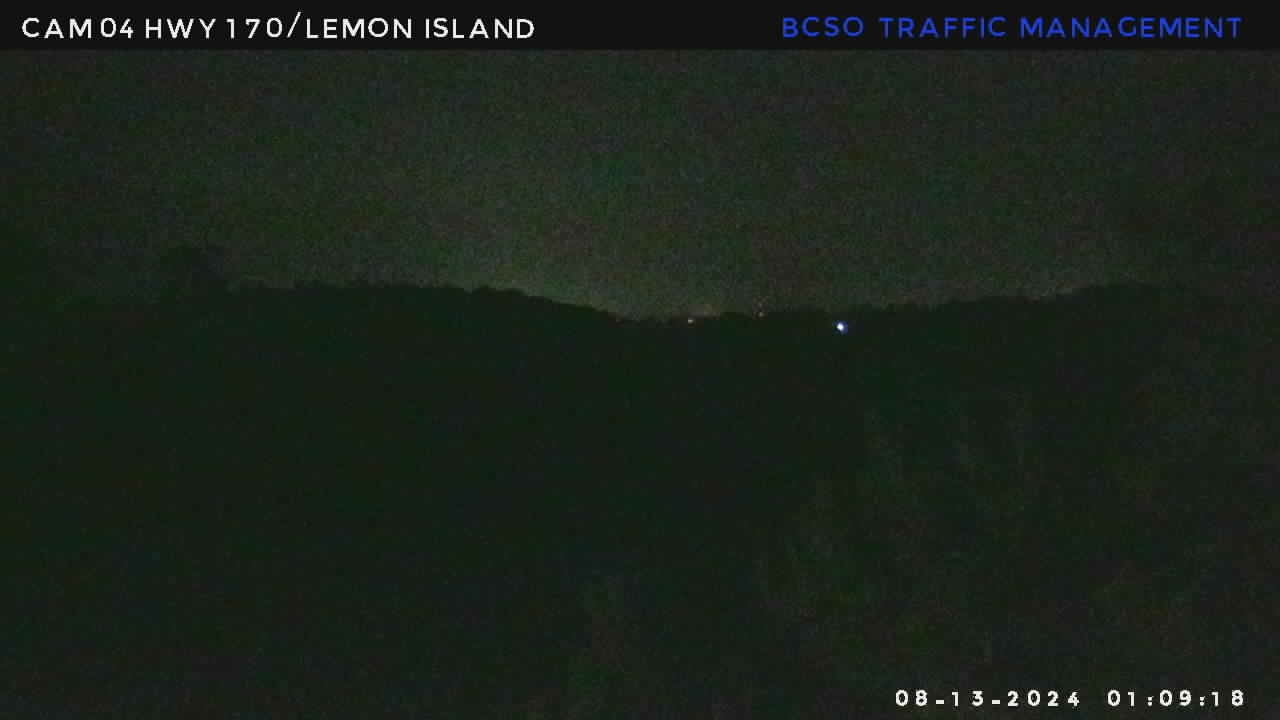 CAM04 HWY 170/LEMON ISLAND
BCSO TRAFFIC MANAGEMENT
08-13-2024 01:09:18